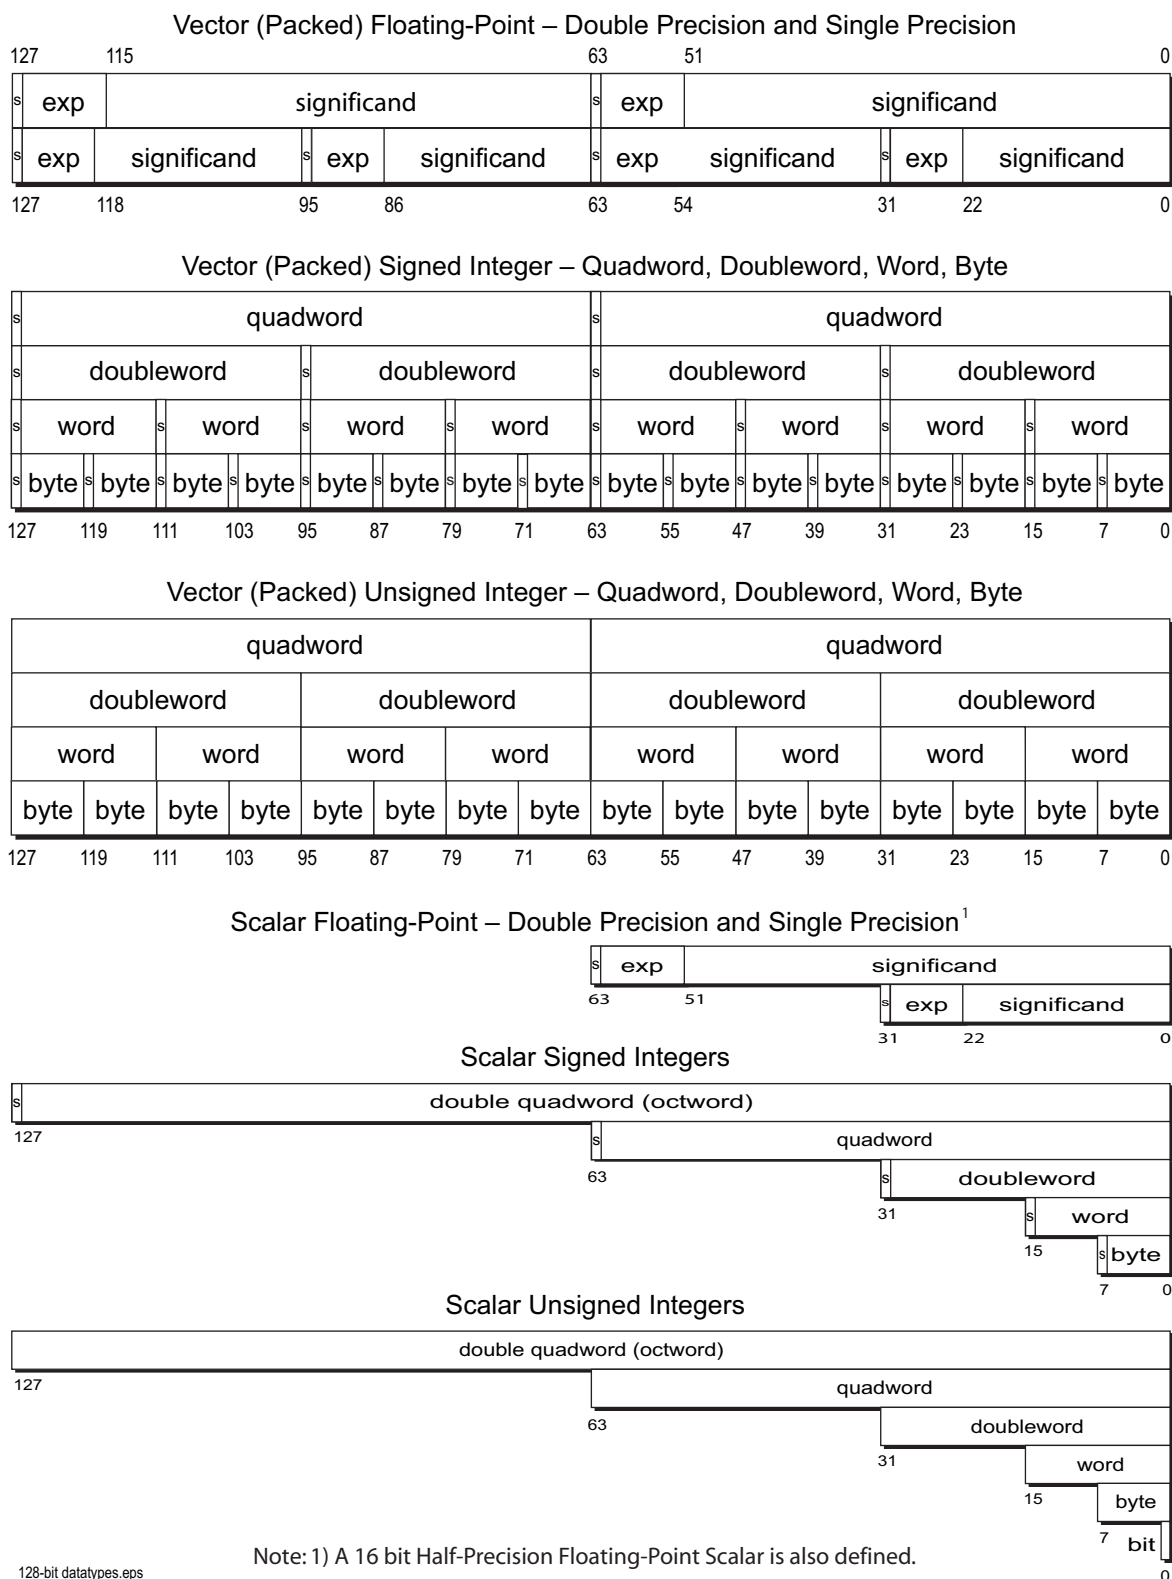 Vector (Packed) Floating-Point – Double Precision and Single Precision
127 115 63 51 0
s exp significand s exp significand
s exp significand s exp significand s exp significand s exp significand
127 118 95 86 63 54 31 22 0
Vector (Packed) Signed Integer – Quadword, Doubleword, Word, Byte
s quadword s quadword
s doubleword s doubleword s doubleword s doubleword
s word s word s word s word s word s word s word s word
s byte s byte s byte s byte s byte s byte s byte s byte s byte s byte s byte s byte s byte s byte s byte s byte
127 119 111 103 95 87 79 71 63 55 47 39 31 23 15 7 0
Vector (Packed) Unsigned Integer – Quadword, Doubleword, Word, Byte
quadword quadword
doubleword doubleword doubleword doubleword
word word word word word word word word
byte byte byte byte byte byte byte byte byte byte byte byte byte byte byte byte
127 119 111 103 95 87 79 71 63 55 47 39 31 23 15 7 0
Scalar Floating-Point – Double Precision and Single Precision1
s exp significand
63 51
s exp significand
31 22 0
Scalar Signed Integers
s double quadword (octword)
127
s quadword
63
s doubleword
31
s word
15
s byte
7 0
Scalar Unsigned Integers
double quadword (octword)
127
quadword
63
doubleword
31
word
15
byte
7
bit
0
Note: 1) A 16 bit Half-Precision Floating-Point Scalar is also defined.
128-bit datatypes.eps